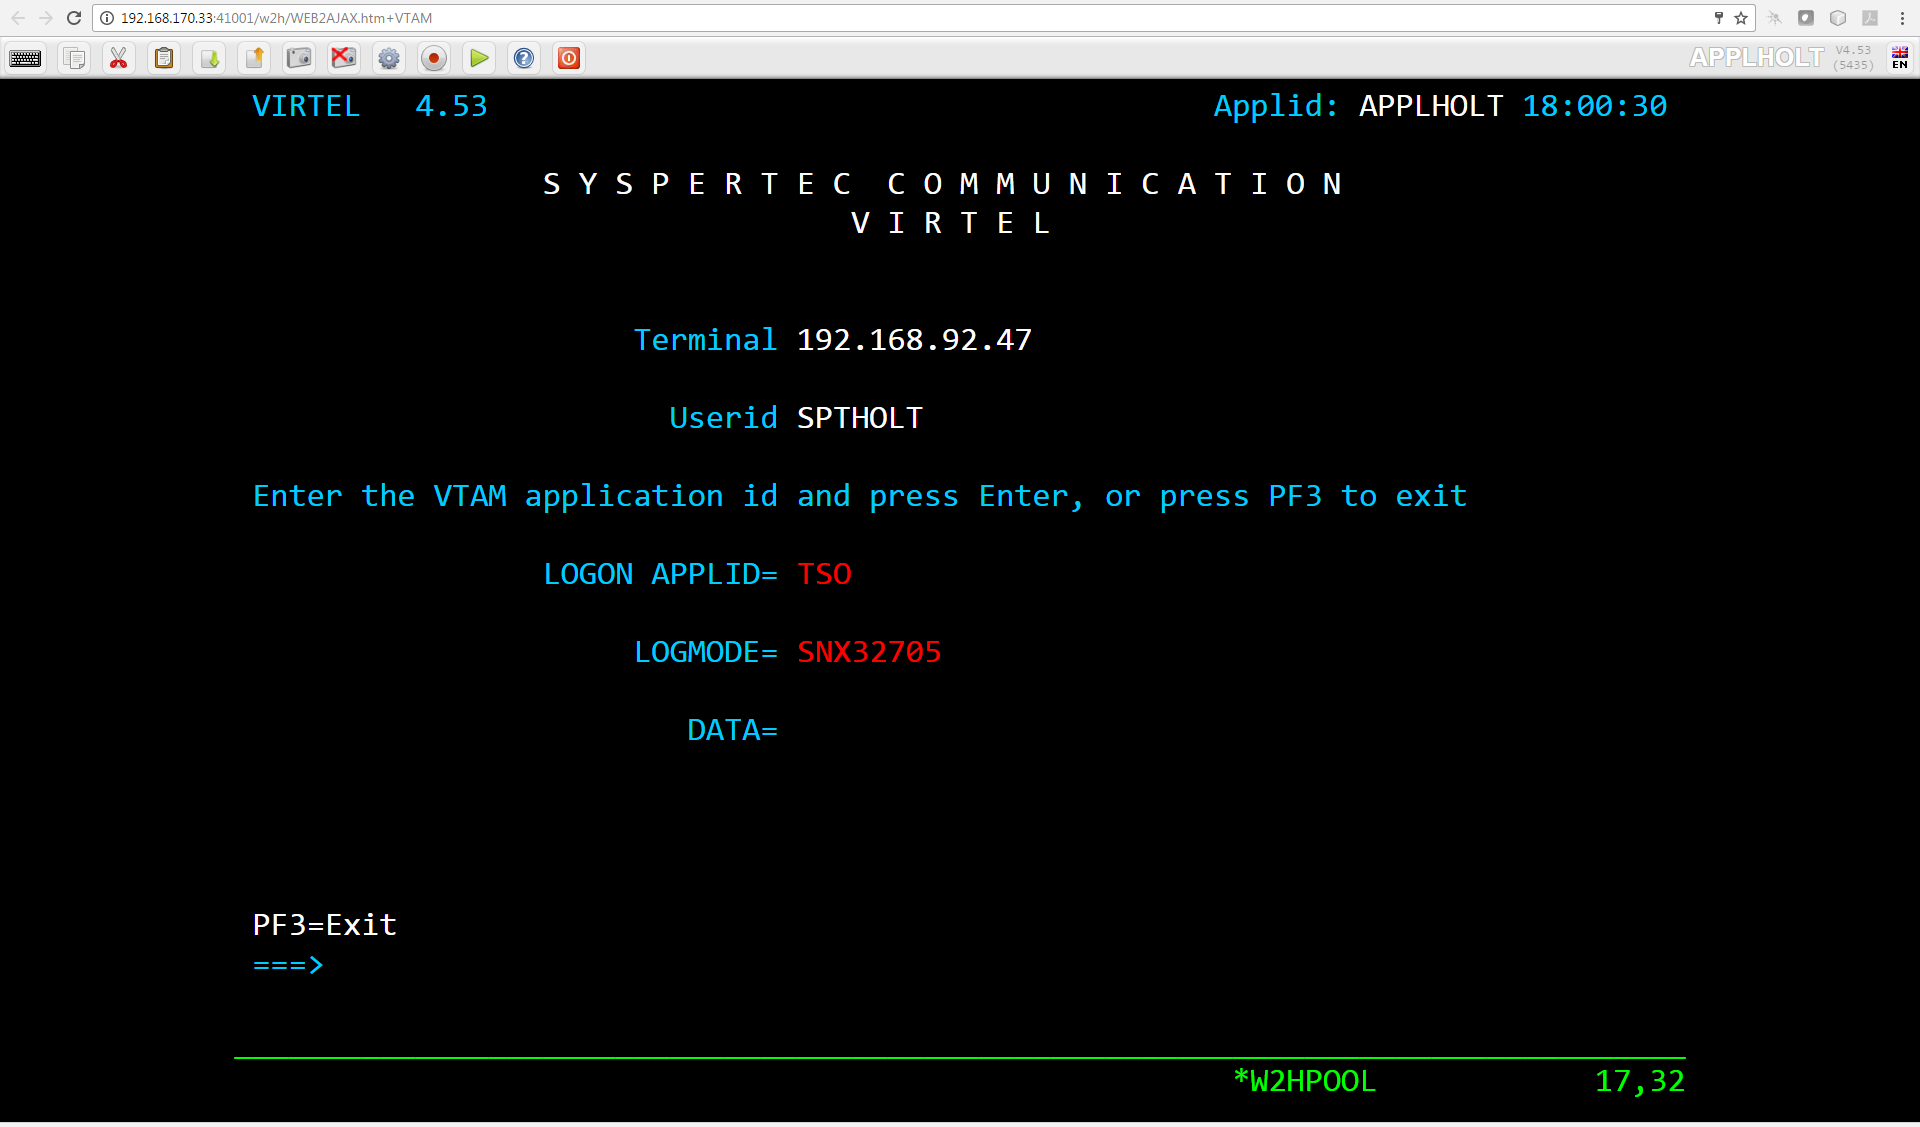 192.168.170.33:41001/w2h/WEB2AJAX.htm+VTAM
APPLHOLT V4.53 (5435) EN
VIRTEL 4.53 Applid: APPLHOLT 18:00:30
S Y S P E R T E C C O M M U N I C A T I O N
V I R T E L
Terminal 192.168.92.47
Userid SPTHOLT
Enter the VTAM application id and press Enter, or press PF3 to exit
LOGON APPLID= TSO
LOGMODE= SNX32705
DATA=
PF3=Exit
===>
*W2HPOOL 17,32